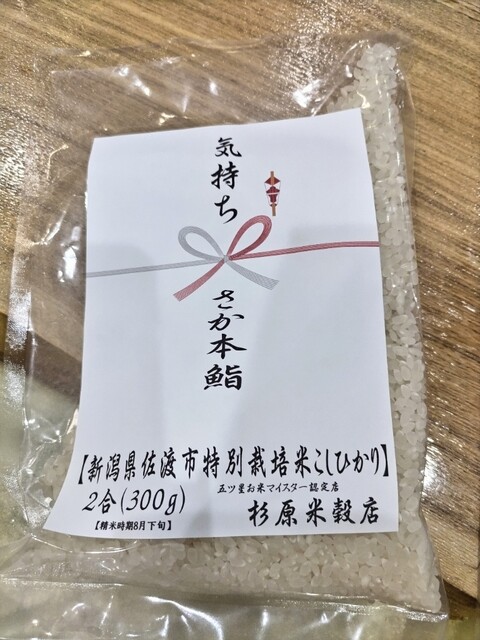 気持ち
さか本鮨
【新潟県佐渡市特別栽培米こしひかり】
2合(300g)
五ツ星お米マイスター認定店
杉原米穀店
【精米時期8月下旬】